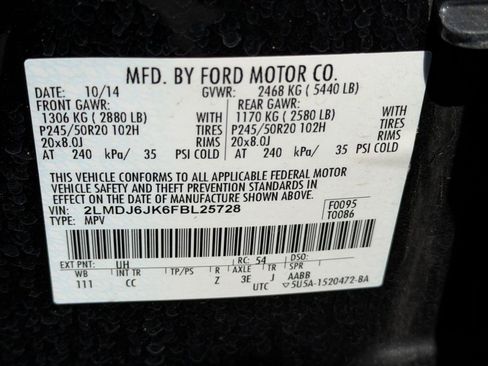 MFD. BY FORD MOTOR CO.
DATE: 10/14 GVWR: 2468 KG ( 5440 LB)
FRONT GAWR: REAR GAWR:
1306 KG ( 2880 LB) WITH 1170 KG ( 2580 LB) WITH
P245/50R20 102H TIRES P245/50R20 102H TIRES
20x8.0J RIMS 20x8.0J RIMS
AT 240 kPa/ 35 PSI COLD AT 240 kPa/ 35 PSI COLD
THIS VEHICLE CONFORMS TO ALL APPLICABLE FEDERAL MOTOR
VEHICLE SAFETY AND THEFT PREVENTION STANDARDS IN
EFFECT ON THE DATE OF MANUFACTURE SHOWN ABOVE.
VIN: 2LMDJ6JK6FBL25728 F0095
TYPE: MPV T0086
EXT PNT: UH RC: 54 DSO:
WB INT TR TP/PS R AXLE TR SPR
111 CC Z 3E J AABB
UTC 5U5A-1520472-BA